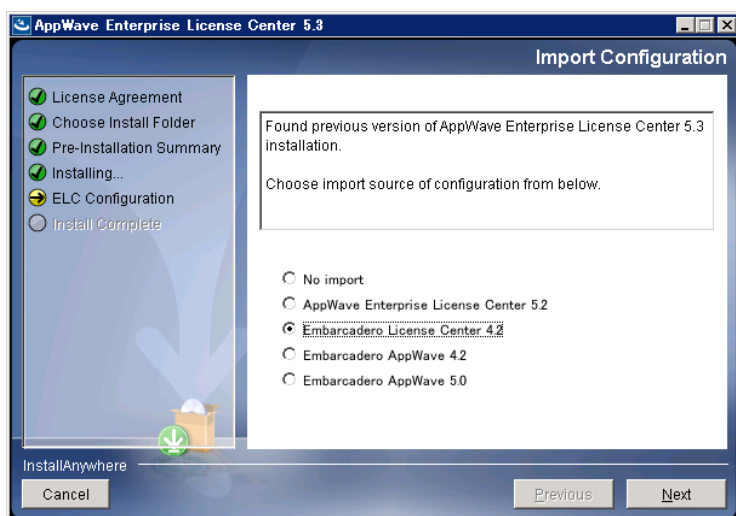 AppWave Enterprise License Center 5.3
Import Configuration
License Agreement
Choose Install Folder
Pre-Installation Summary
Installing...
ELC Configuration
Install Complete
Found previous version of AppWave Enterprise License Center 5.3
installation.
Choose import source of configuration from below.
No import
AppWave Enterprise License Center 5.2
Embarcadero License Center 4.2
Embarcadero AppWave 4.2
Embarcadero AppWave 5.0
InstallAnywhere
Cancel
Previous
Next